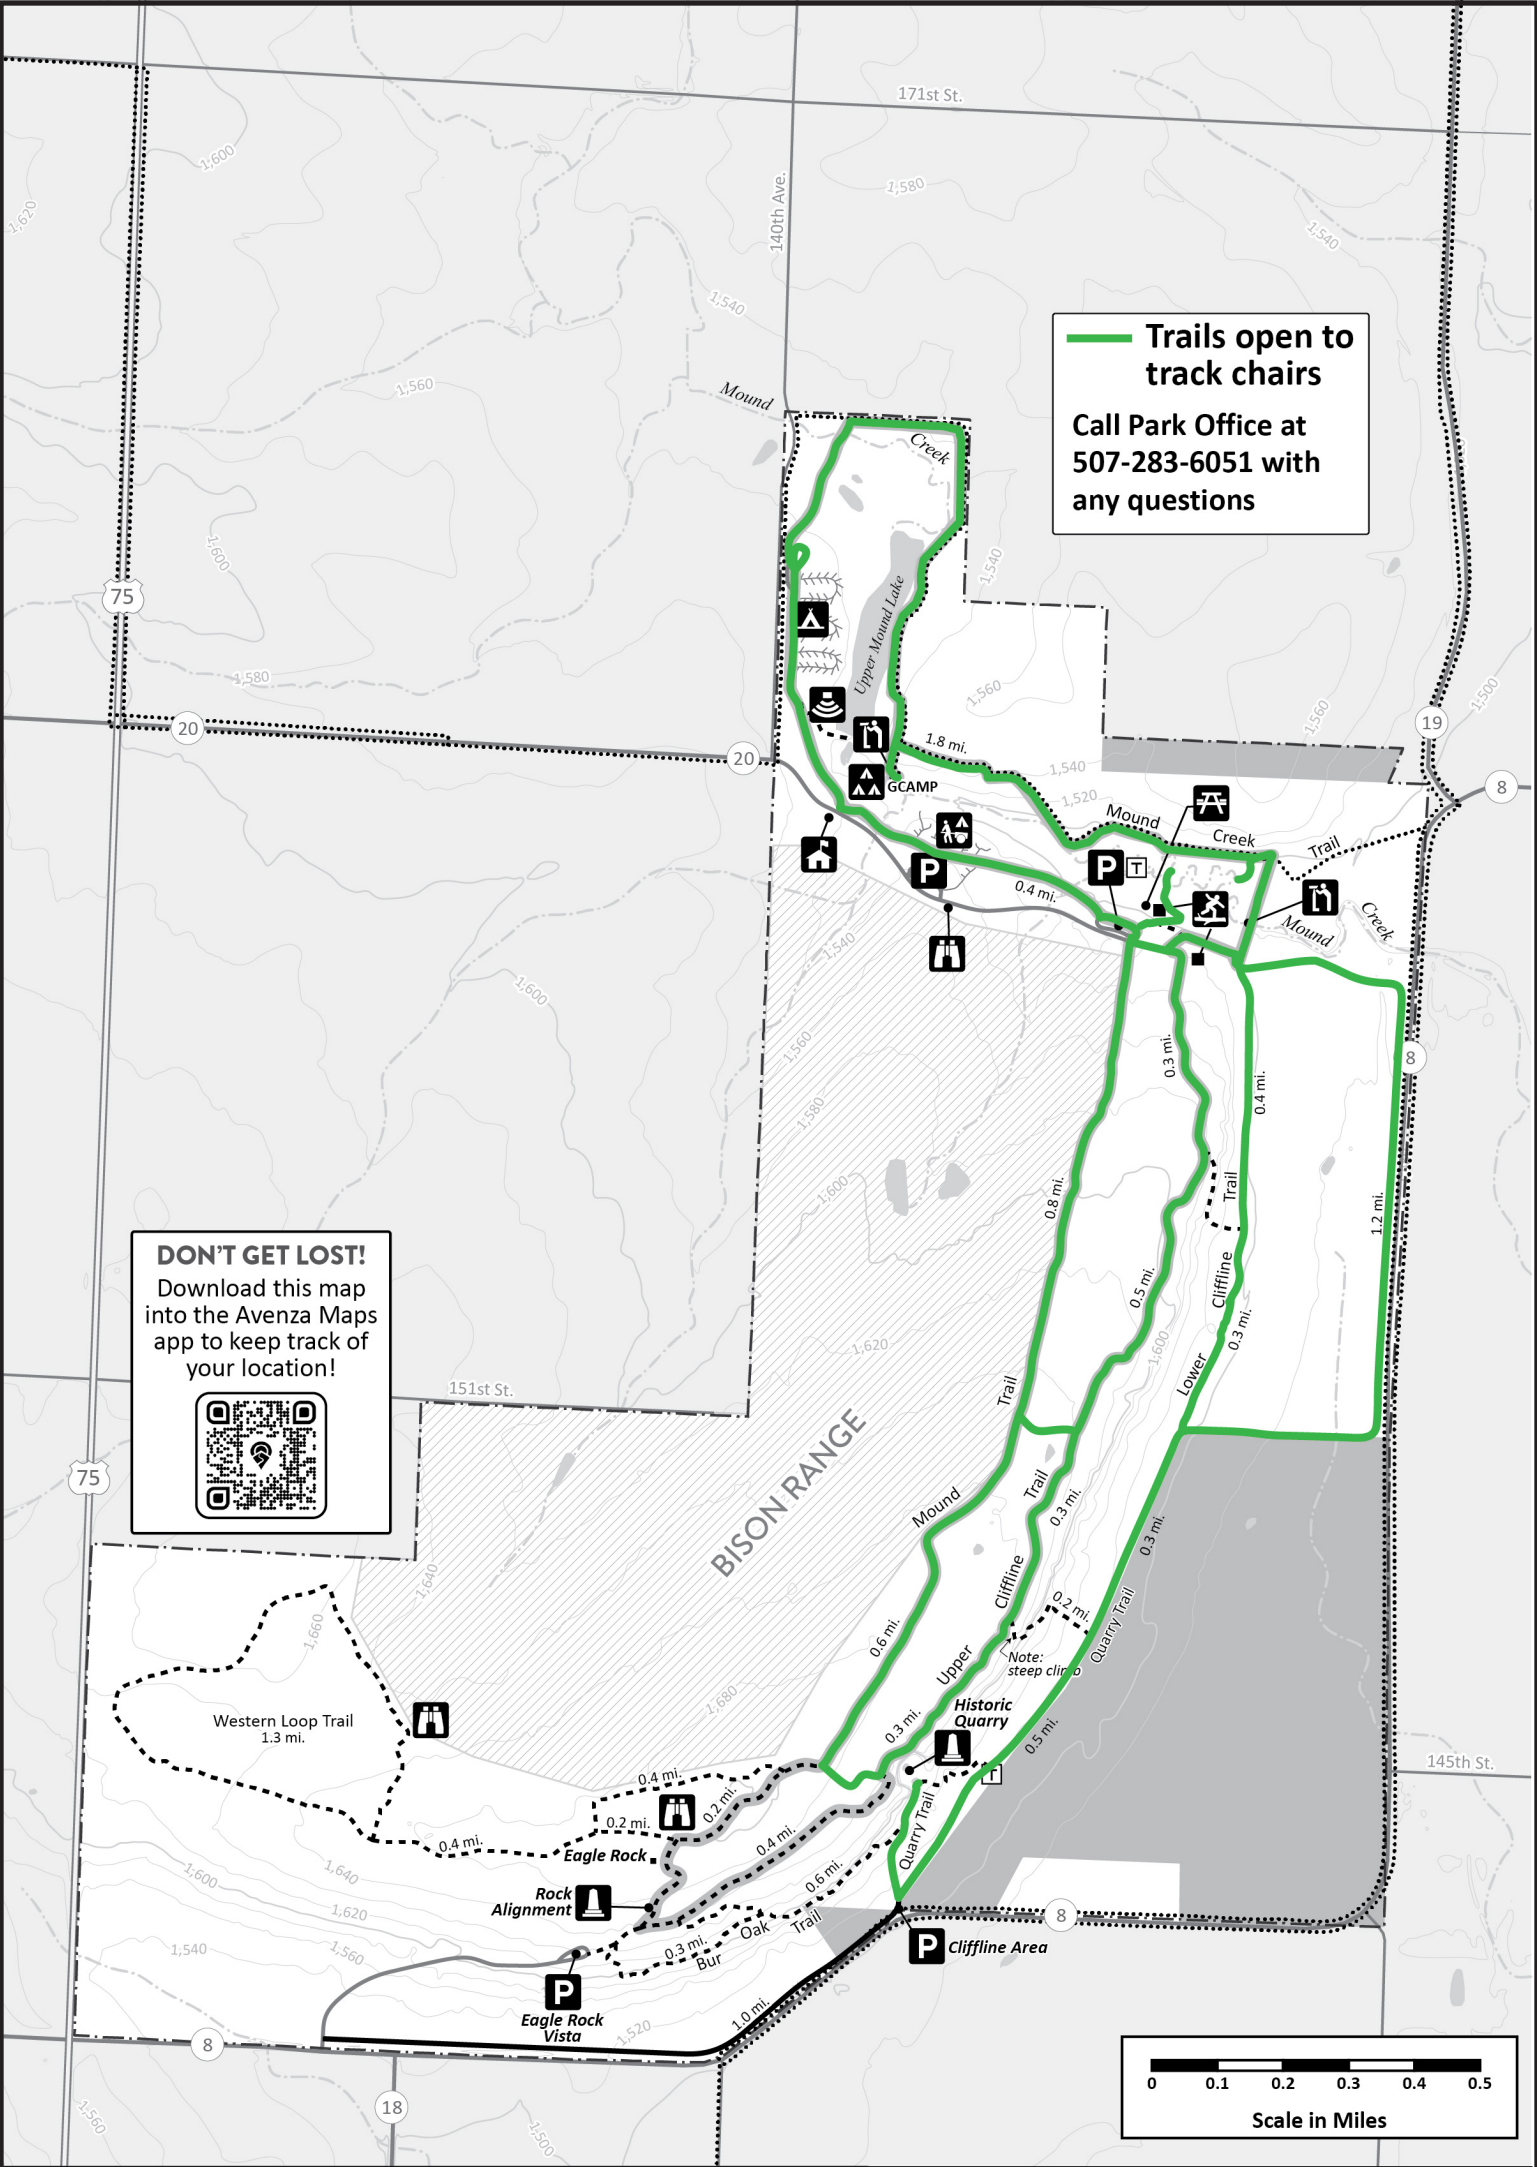 171st St.
1,600
1,620
1,580
1,540
140th Ave.
1,540
1,560
Mound
Creek
Trails open to
track chairs
Call Park Office at
507-283-6051 with
any questions
1,600
1,540
75
Upper Mound Lake
1,580
1,560
1,560
1,500
20
20
19
1.8 mi.
1,540
8
GCAMP
1,520
Mound
Creek
Trail
P
T
P
0.4 mi.
Mound
Creek
1,540
1,600
1,560
0.3 mi.
8
0.4 mi.
1,580
1,600
0.8 mi.
Trail
1.2 mi.
DON'T GET LOST!
Download this map
into the Avenza Maps
app to keep track of
your location!
0.5 mi.
Cliffline
0.3 mi.
1,620
1,600
Lower
151st St.
Trail
BISON RANGE
75
Mound
Trail
0.3 mi.
0.3 mi.
1,640
Cliffline
0.2 mi.
Quarry Trail
1,660
0.6 mi.
Upper
Note:
steep climb
1,680
Historic
Quarry
Western Loop Trail
1.3 mi.
0.3 mi.
0.5 mi.
145th St.
T
0.4 mi.
0.2 mi.
0.2 mi.
Quarry Trail
0.4 mi.
0.4 mi.
Eagle Rock
0.6 mi.
1,600
1,640
Rock
Alignment
1,620
Oak
Trail
8
1,540
1,560
0.3 mi.
Bur
P
Cliffline Area
P
Eagle Rock
Vista
1.0 mi.
1,520
8
18
1,560
1,500
0
0.1
0.2
0.3
0.4
0.5
Scale in Miles